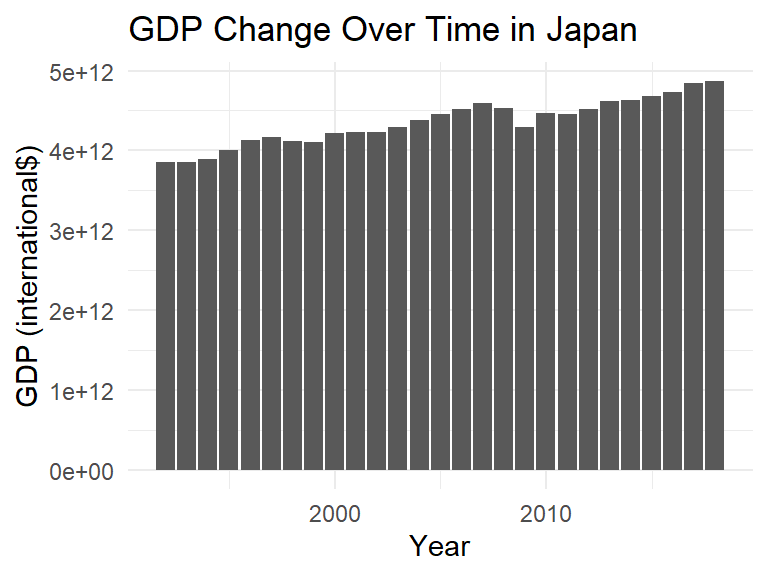 GDP Change Over Time in Japan
5e+12
4e+12
3e+12
2e+12
1e+12
0e+00
GDP (international$)
2000 2010
Year